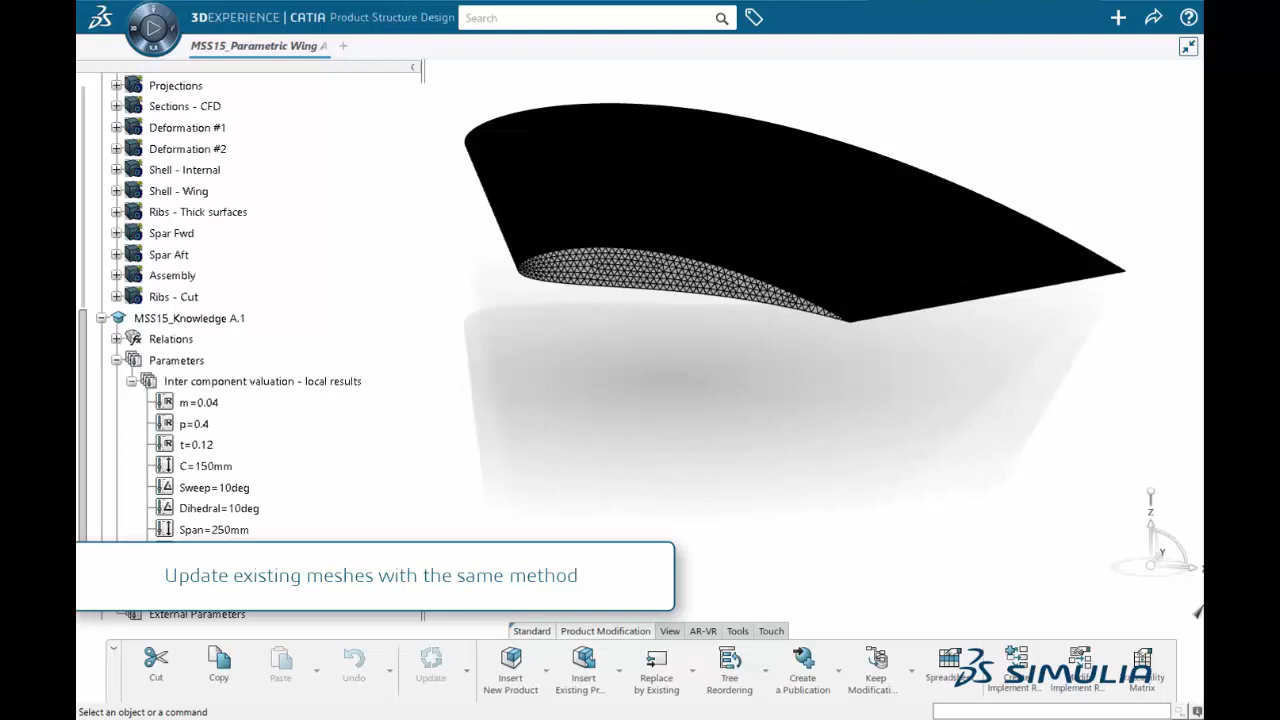 3DEXPERIENCE | CATIA Product Structure Design
Search
MSS15_Parametric Wing A
Projections
Sections - CFD
Deformation #1
Deformation #2
Shell - Internal
Shell - Wing
Ribs - Thick surfaces
Spar Fwd
Spar Aft
Assembly
Ribs - Cut
MSS15_Knowledge A.1
Relations
Parameters
Inter component valuation - local results
m=0.04
p=0.4
t=0.12
C=150mm
Sweep=10deg
Dihedral=10deg
Span=250mm
Update existing meshes with the same method
External Parameters
Z
Y
Standard
Product Modification
View
AR-VR
Tools
Touch
Cut
Copy
Paste
Undo
Update
Insert
New Product
Insert
Existing Pr...
Replace
by Existing
Tree
Reordering
Create
a Publication
Keep
Modificati...
Implement R...
Implement R...
Matrix
SIMULIA
Select an object or a command